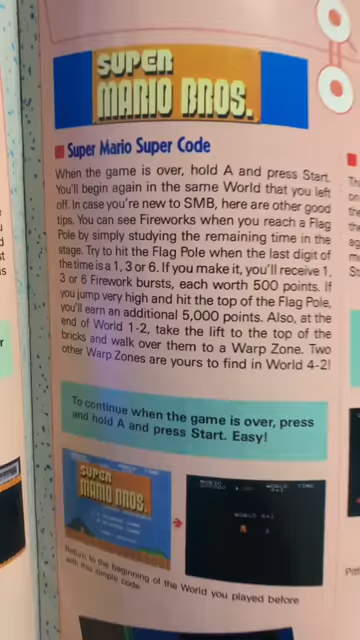 SUPER
MARIO BROS.
Super Mario Super Code
When the game is over, hold A and press Start.
You'll begin again in the same World that you left
off. In case you're new to SMB, here are other good
tips. You can see Fireworks when you reach a Flag
Pole by simply studying the remaining time in the
stage. Try to hit the Flag Pole when the last digit of
the time is a 1, 3 or 6. If you make it, you'll receive 1,
3 or 6 Firework bursts, each worth 500 points. If
you jump very high and hit the top of the Flag Pole,
you'll earn an additional 5,000 points. Also, at the
end of World 1-2, take the lift to the top of the
bricks and walk over them to a Warp Zone. Two
other Warp Zones are yours to find in World 4-2!
To continue when the game is over, press
and hold A and press Start. Easy!
SUPER
MARIO BROS.
Return to the beginning of the World you played before
with this simple code.